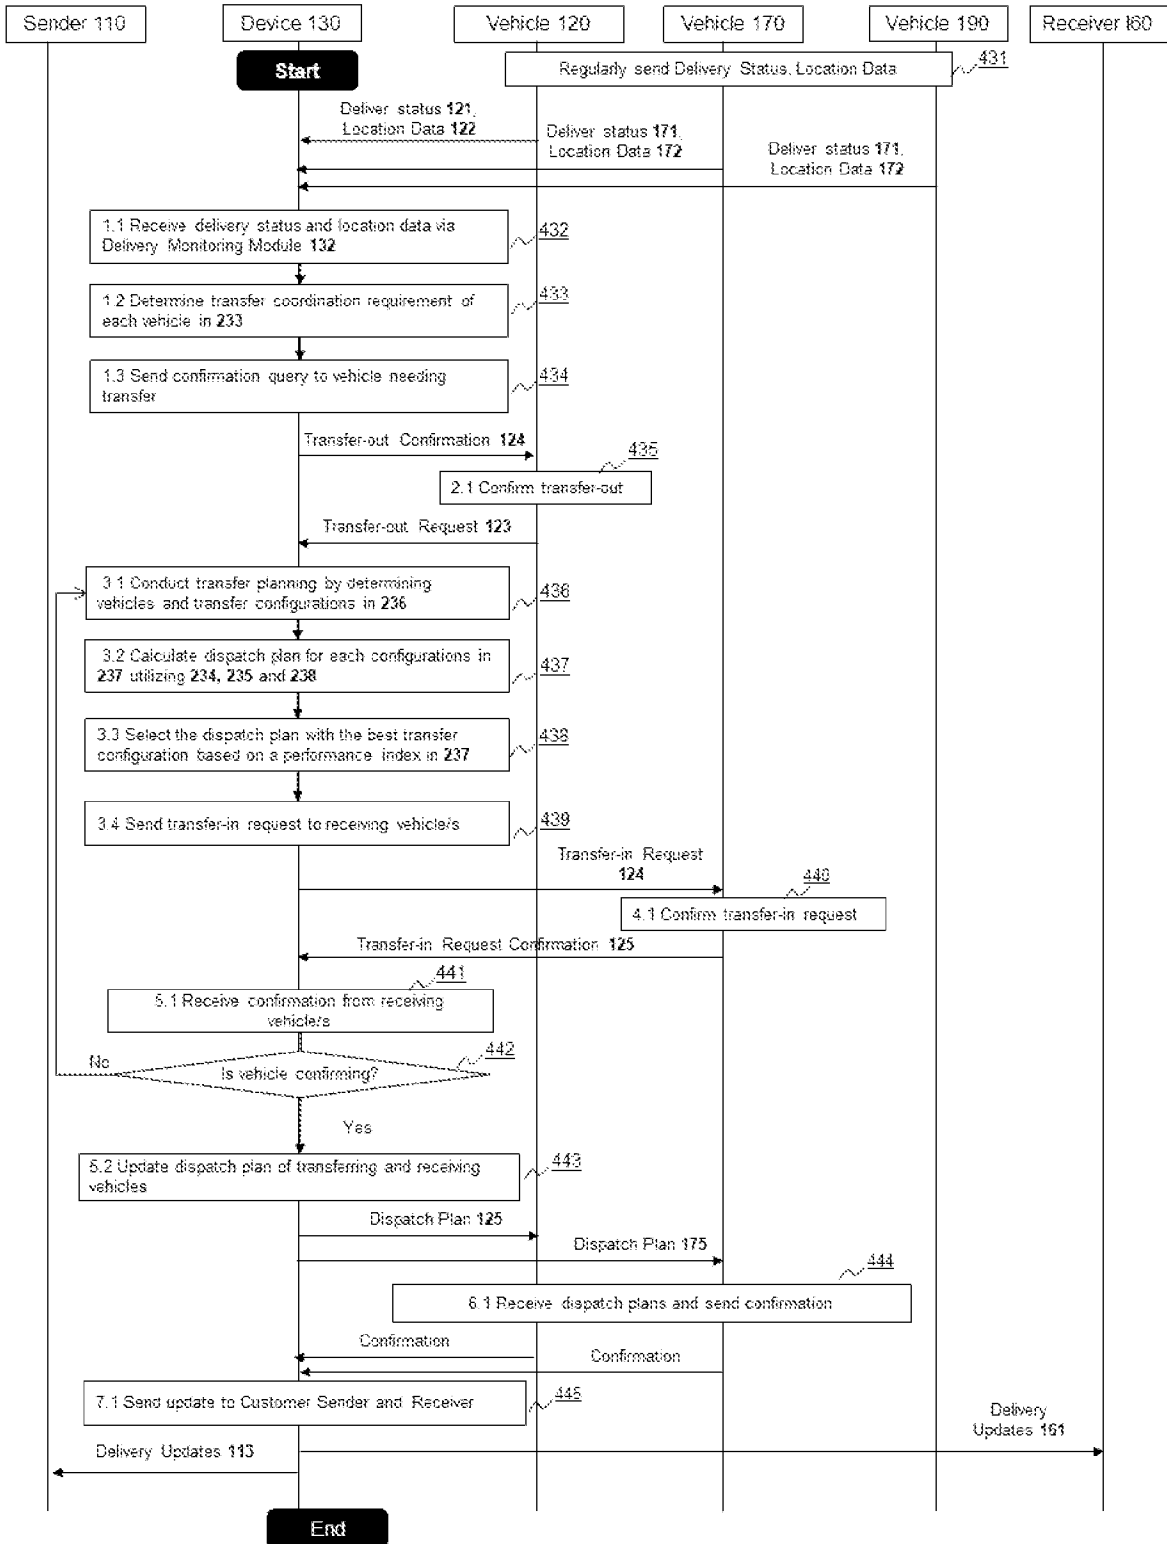 Sender 110
Device 130
Vehicle 120
Vehicle 170
Vehicle 190
Receiver I60
Start
Regularly send Delivery Status, Location Data
431
Deliver status 121,
Location Data 122
Deliver status 171,
Location Data 172
Deliver status 171,
Location Data 172
1.1 Receive delivery status and location data via
Delivery Monitoring Module 132
432
1.2 Determine transfer coordination requirement of
each vehicle in 233
433
1.3 Send confirmation query to vehicle needing
transfer
434
Transfer-out Confirmation 124
435
2.1 Confirm transfer-out
Transfer-out Request 123
3.1 Conduct transfer planning by determining
vehicles and transfer configurations in 236
436
3.2 Calculate dispatch plan for each configurations in
237 utilizing 234, 235 and 238
437
3.3 Select the dispatch plan with the best transfer
configuration based on a performance index in 237
438
3.4 Send transfer-in request to receiving vehicle/s
439
Transfer-in Request
124
440
4.1 Confirm transfer-in request
Transfer-in Request Confirmation 125
441
5.1 Receive confirmation from receiving
vehicle/s
442
No
Is vehicle confirming?
Yes
5.2 Update dispatch plan of transferring and receiving
vehicles
443
Dispatch Plan 125
Dispatch Plan 175
444
6.1 Receive dispatch plans and send confirmation
Confirmation
Confirmation
7.1 Send update to Customer Sender and Receiver
445
Delivery
Updates 161
Delivery Updates 113
End